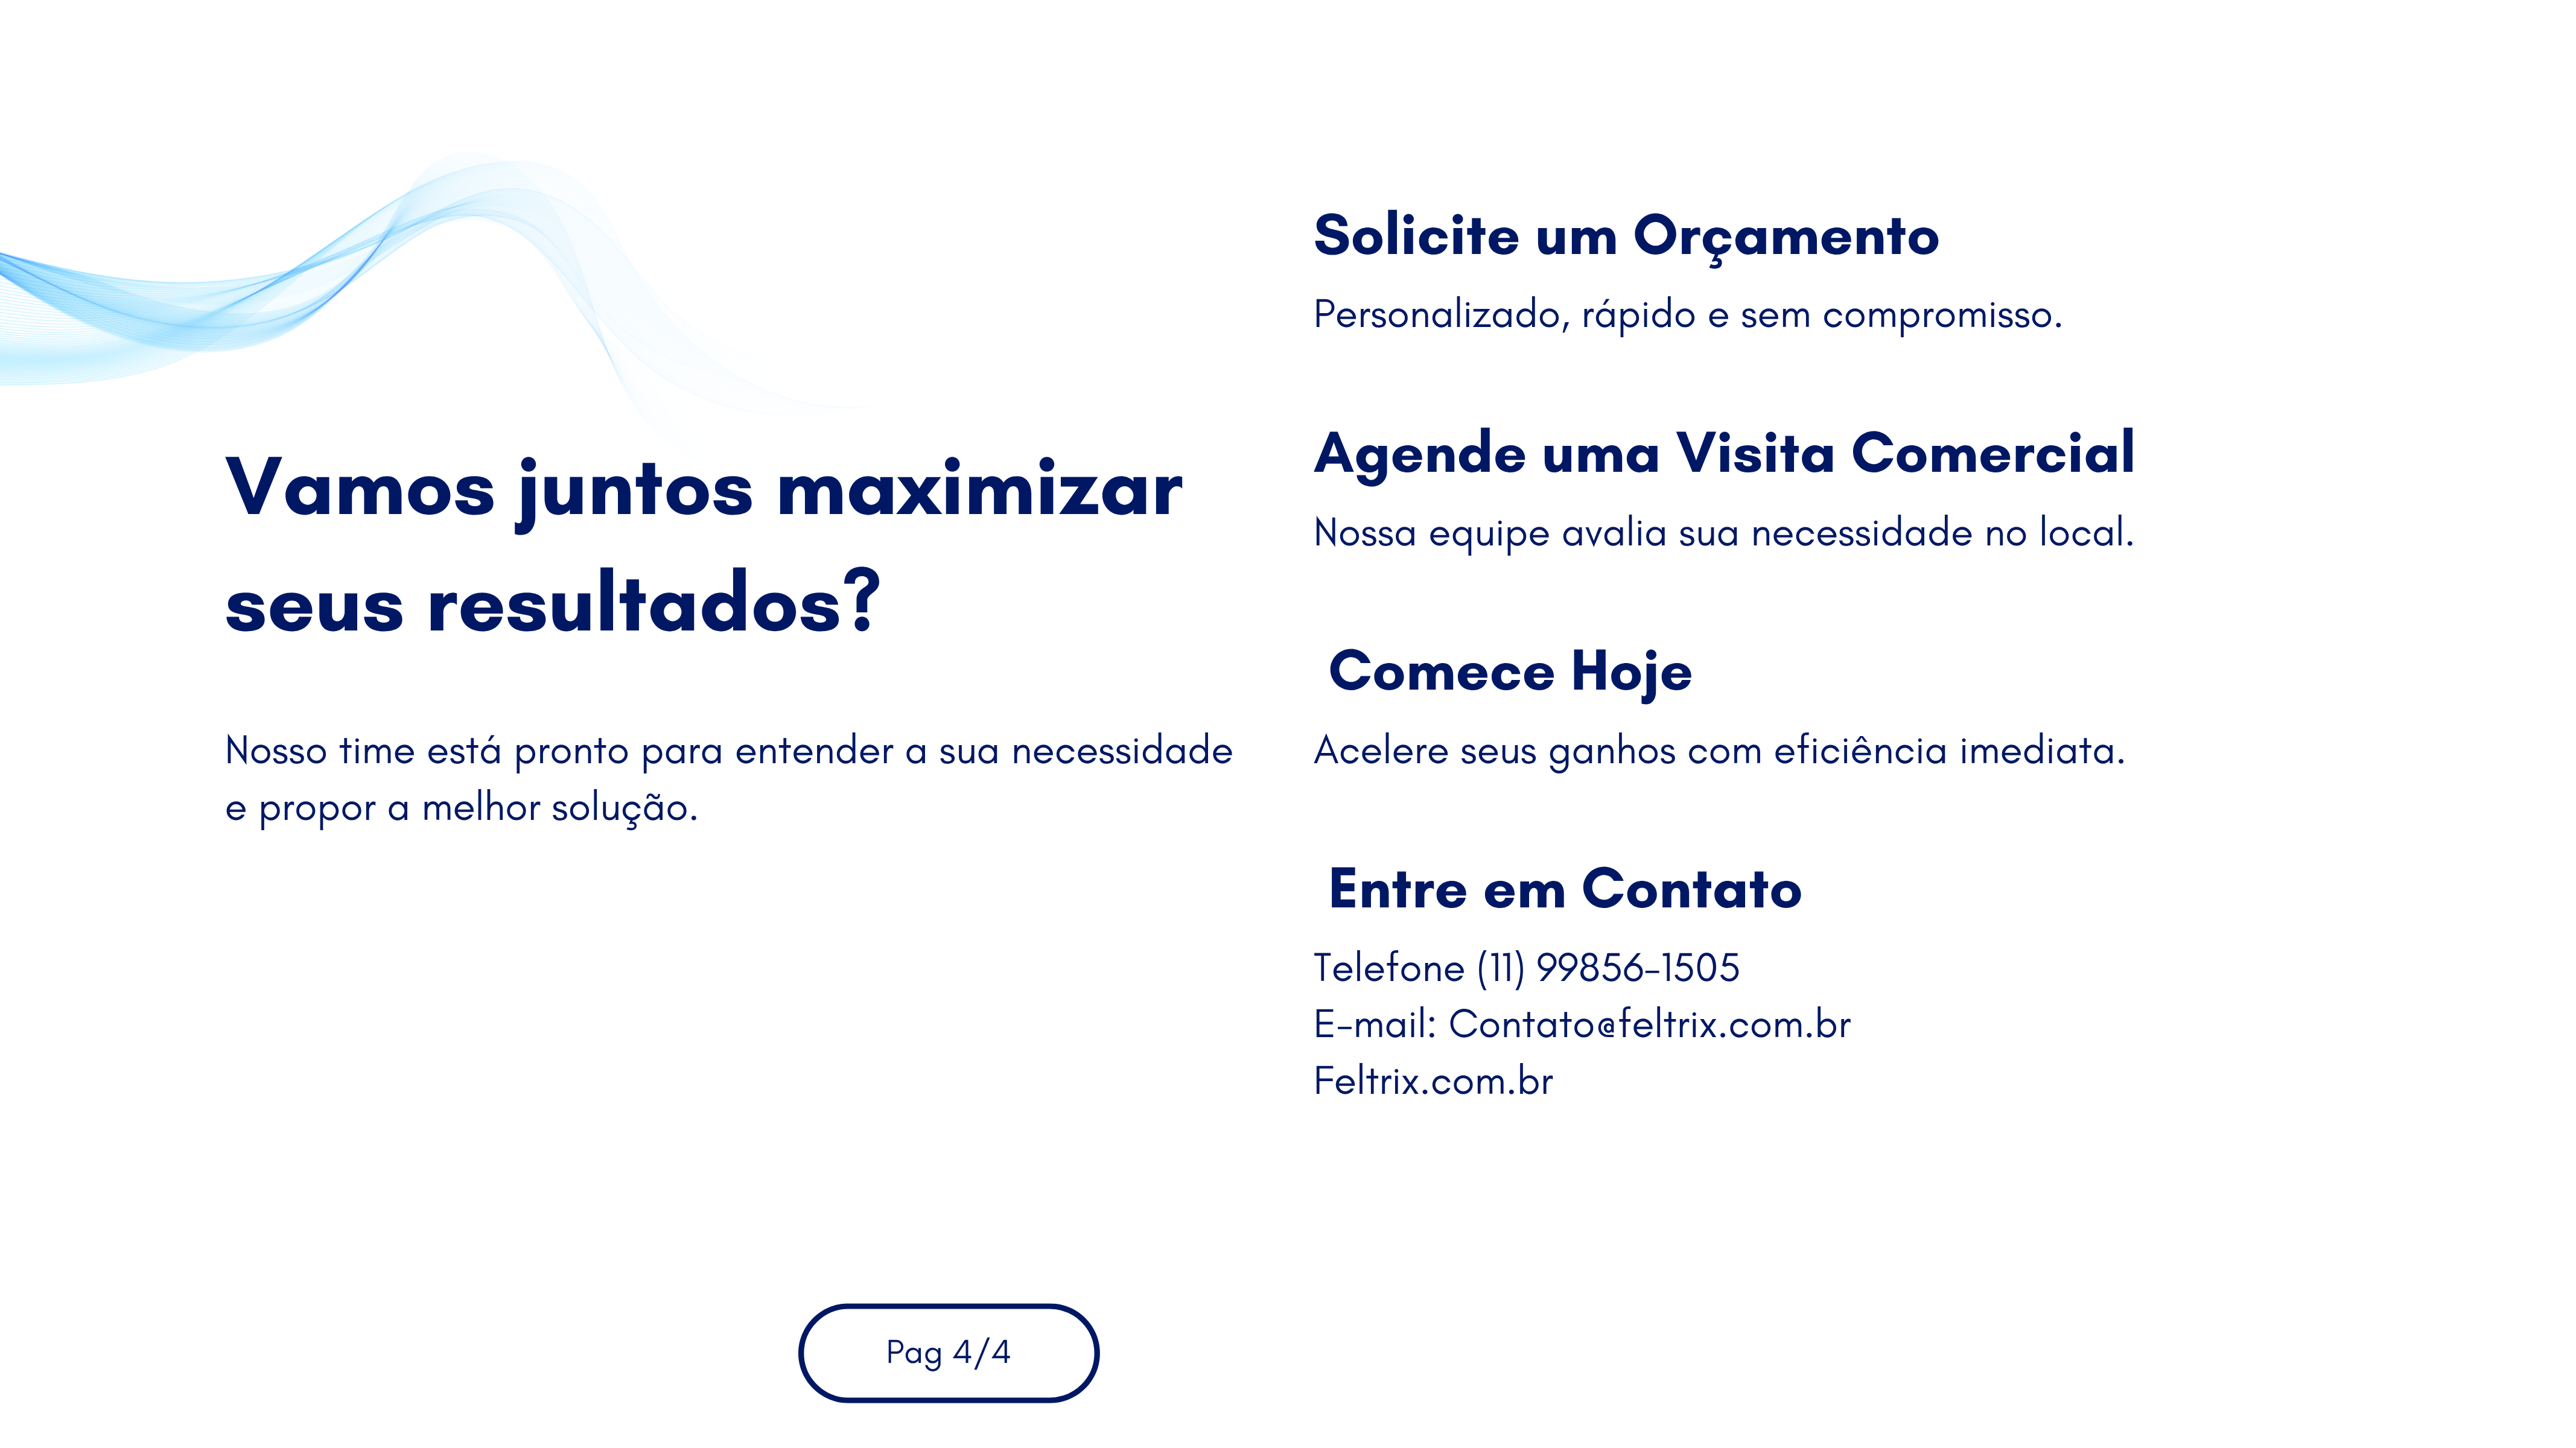 Vamos juntos maximizar
seus resultados?
Nosso time está pronto para entender a sua necessidade
e propor a melhor solução.
Solicite um Orçamento
Personalizado, rápido e sem compromisso.
Agende uma Visita Comercial
Nossa equipe avalia sua necessidade no local.
Comece Hoje
Acelere seus ganhos com eficiência imediata.
Entre em Contato
Telefone (11) 99856-1505
E-mail: Contato@feltrix.com.br
Feltrix.com.br
Pag 4/4